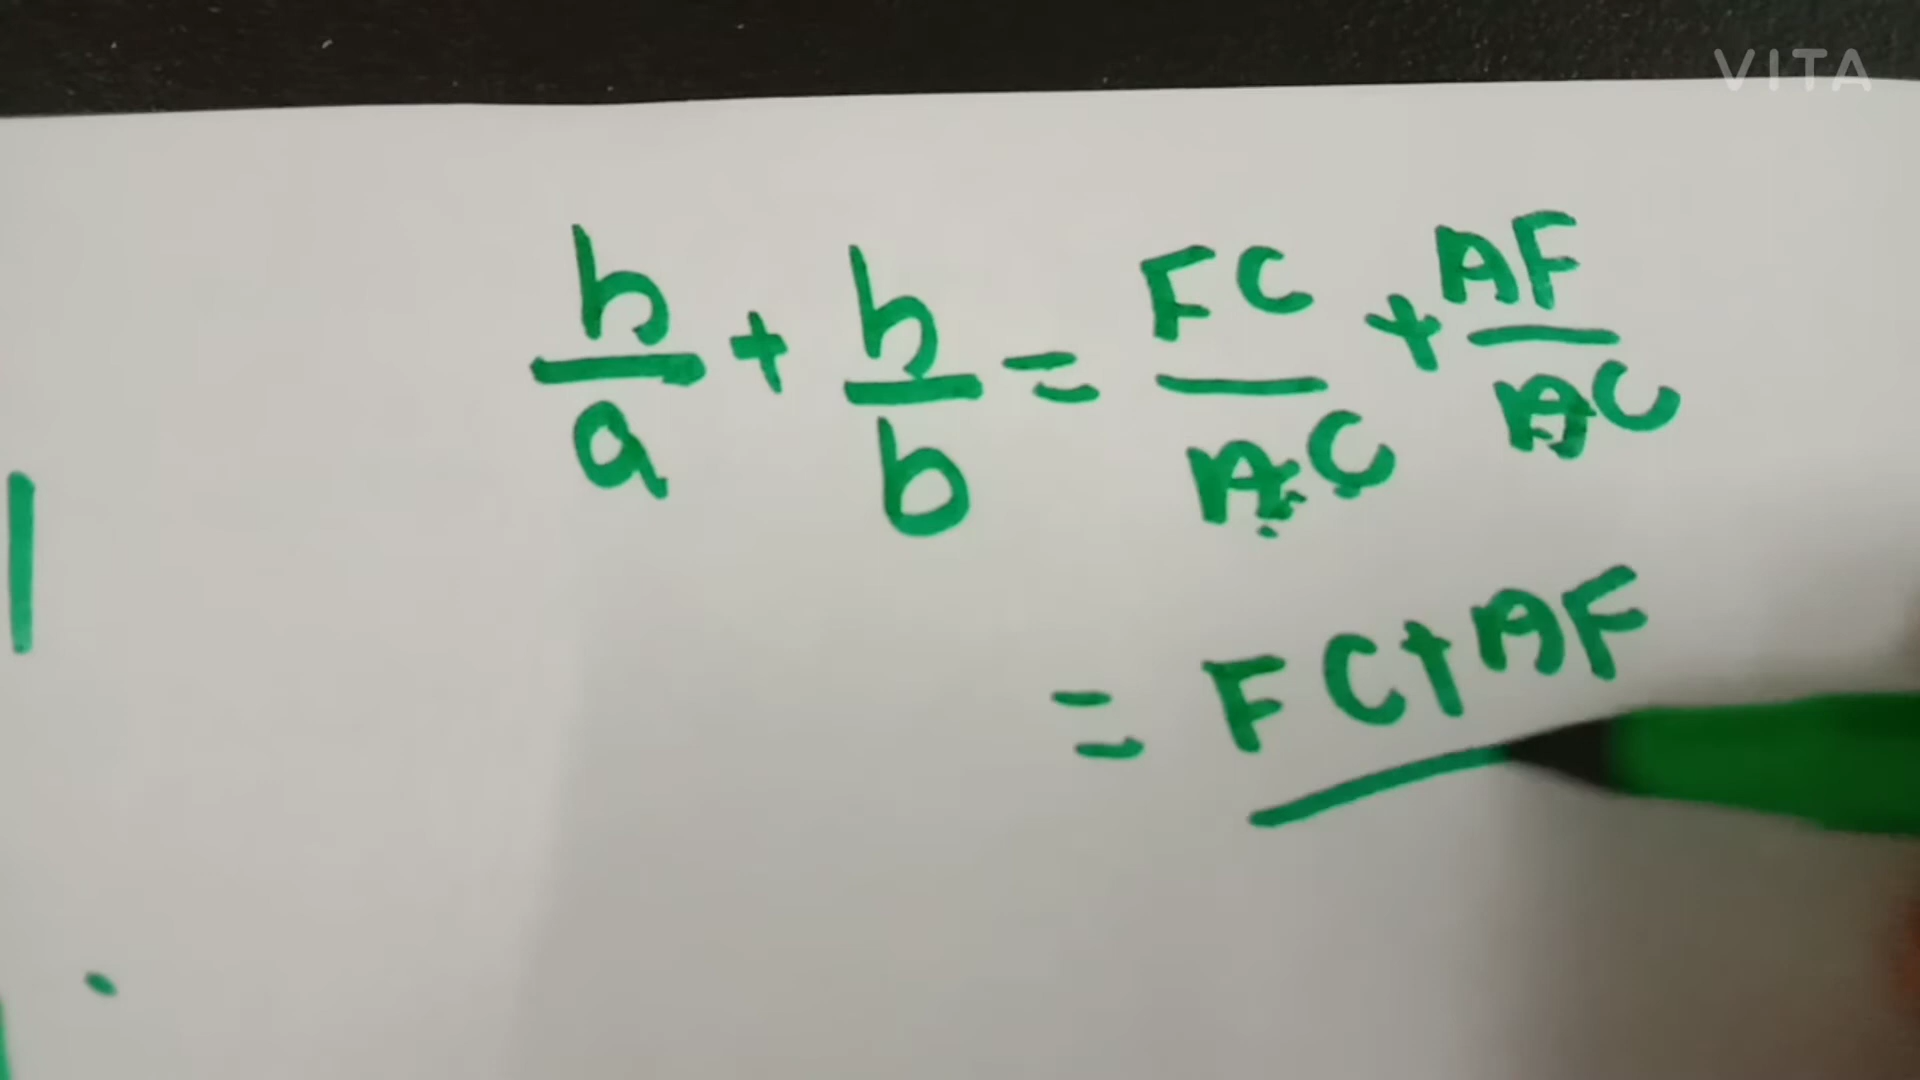 VITA
h/a + h/b = FC/AC + AF/AC
= FC+AF